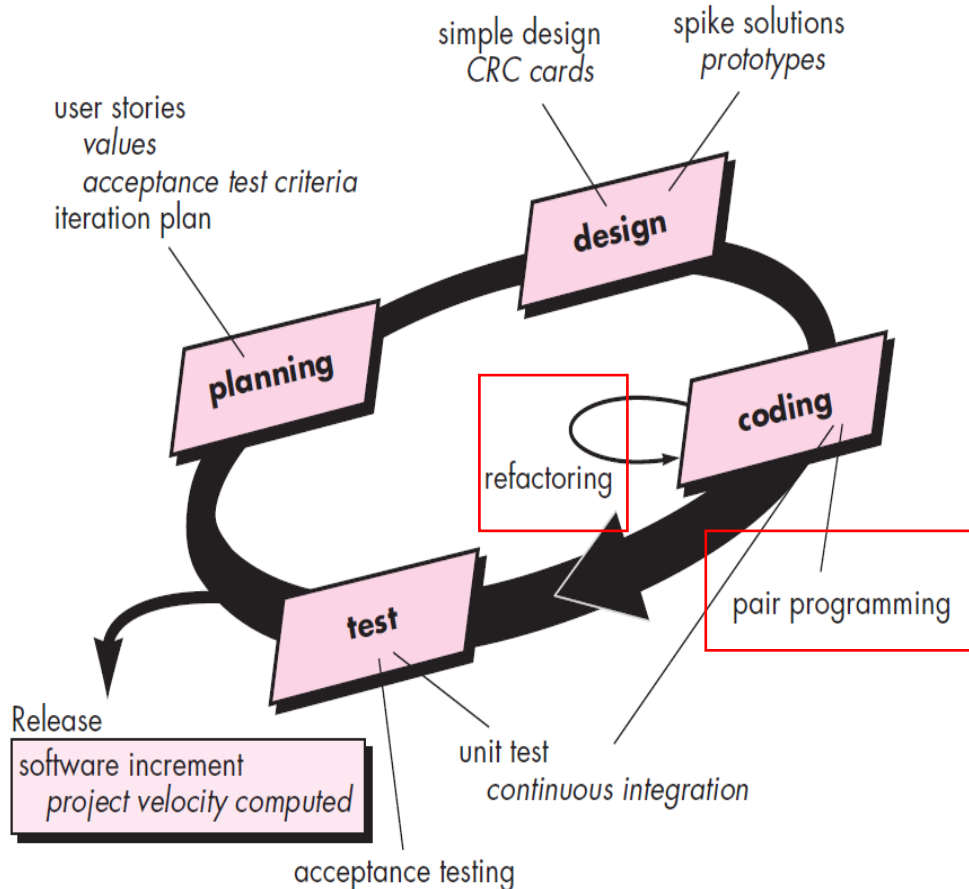 simple design
CRC cards
spike solutions
prototypes
user stories
values
acceptance test criteria
iteration plan
design
planning
coding
refactoring
pair programming
test
Release
software increment
project velocity computed
unit test
continuous integration
acceptance testing